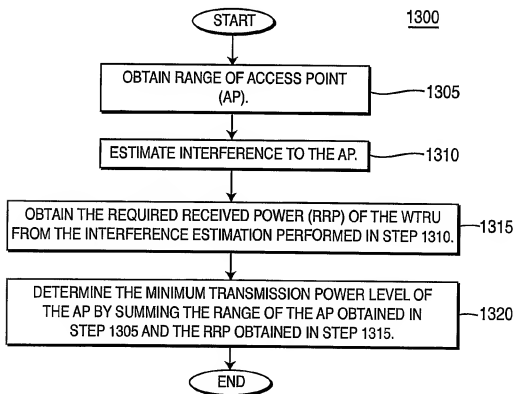 START
1300
OBTAIN RANGE OF ACCESS POINT
(AP).
1305
ESTIMATE INTERFERENCE TO THE AP.
1310
OBTAIN THE REQUIRED RECEIVED POWER (RRP) OF THE WTRU
FROM THE INTERFERENCE ESTIMATION PERFORMED IN STEP 1310.
1315
DETERMINE THE MINIMUM TRANSMISSION POWER LEVEL OF
THE AP BY SUMMING THE RANGE OF THE AP OBTAINED IN
STEP 1305 AND THE RRP OBTAINED IN STEP 1315.
1320
END